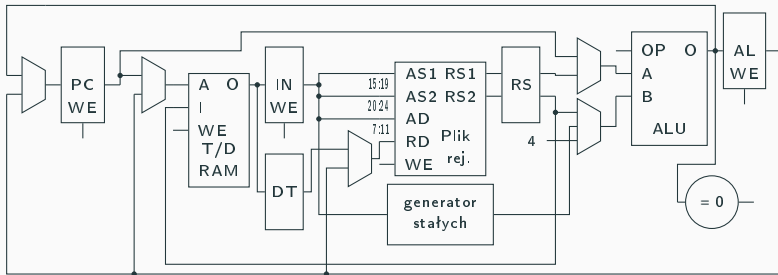 PC
WE
A O
I
WE
T/D
RAM
IN
WE
DT
15:19
20:24
7:11
AS1 RS1
AS2 RS2
AD
RD
WE
Plik
rej.
generator
stałych
RS
4
OP O
A
B
ALU
AL
WE
= 0